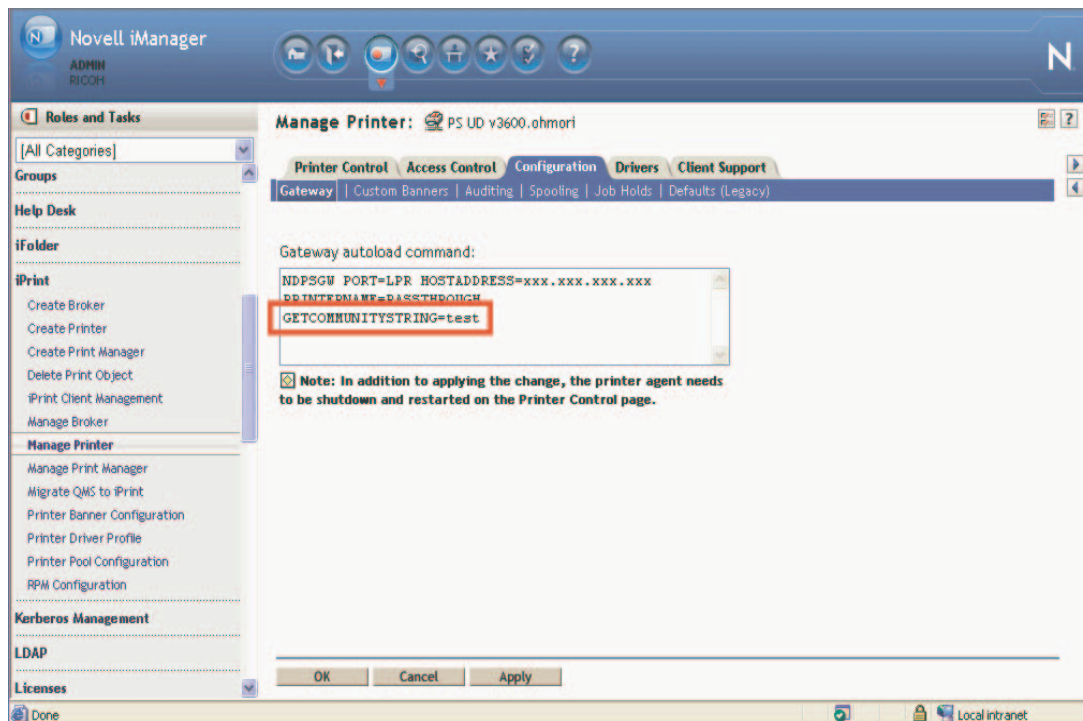 Novell iManager
ADMIN
RICOH
N
Roles and Tasks
[All Categories]
Groups
Help Desk
iFolder
iPrint
Create Broker
Create Printer
Create Print Manager
Delete Print Object
iPrint Client Management
Manage Broker
Manage Printer
Manage Print Manager
Migrate QMS to iPrint
Printer Banner Configuration
Printer Driver Profile
Printer Pool Configuration
RPM Configuration
Kerberos Management
LDAP
Licenses
Manage Printer: PS UD v3600.ohmori
?
Printer Control Access Control Configuration Drivers Client Support
Gateway | Custom Banners | Auditing | Spooling | Job Holds | Defaults (Legacy)
Gateway autoload command:
NDPSGW PORT=LPR HOSTADDRESS=xxx.xxx.xxx.xxx
PRINTERNAME=PASSTHROUGH
GETCOMMUNITYSTRING=test
Note: In addition to applying the change, the printer agent needs
to be shutdown and restarted on the Printer Control page.
OK Cancel Apply
Done
Local intranet